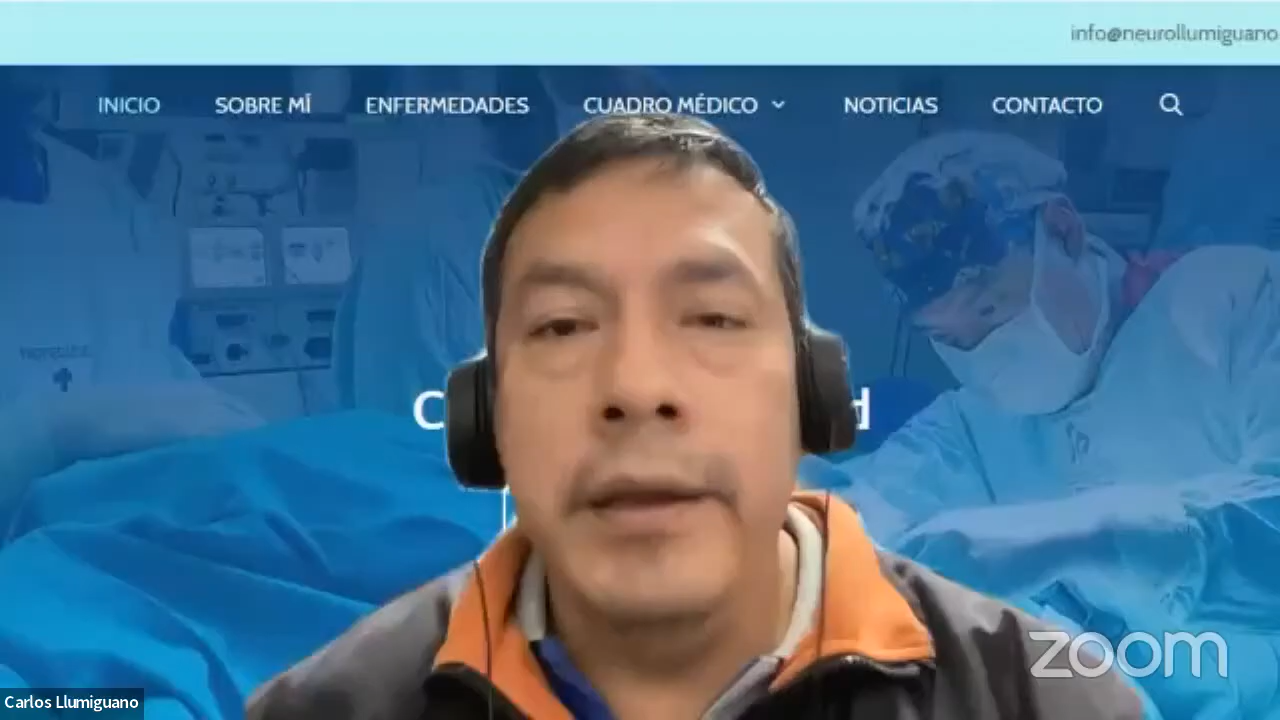 info@neurollumiguano
INICIO SOBRE MÍ ENFERMEDADES CUADRO MÉDICO NOTICIAS CONTACTO
zoom
Carlos Llumiguano